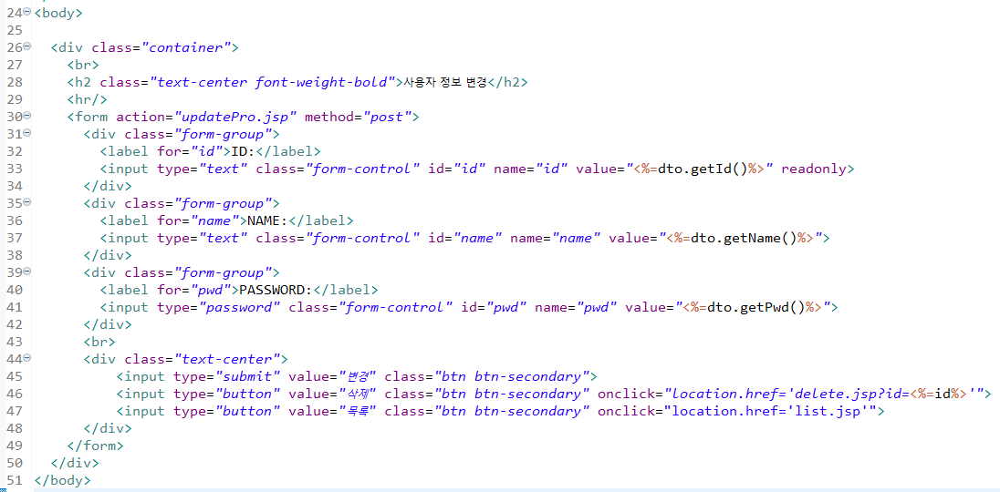 24 <body>
25
26 <div class="container">
27 <br>
28 <h2 class="text-center font-weight-bold">사용자 정보 변경</h2>
29 <hr/>
30 <form action="updatePro.jsp" method="post">
31 <div class="form-group">
32 <label for="id">ID:</label>
33 <input type="text" class="form-control" id="id" name="id" value="<%=dto.getId()%>" readonly>
34 </div>
35 <div class="form-group">
36 <label for="name">NAME:</label>
37 <input type="text" class="form-control" id="name" name="name" value="<%=dto.getName()%>">
38 </div>
39 <div class="form-group">
40 <label for="pwd">PASSWORD:</label>
41 <input type="password" class="form-control" id="pwd" name="pwd" value="<%=dto.getPwd()%>">
42 </div>
43 <br>
44 <div class="text-center">
45 <input type="submit" value="변경" class="btn btn-secondary">
46 <input type="button" value="삭제" class="btn btn-secondary" onclick="location.href='delete.jsp?id=<%=id%>'">
47 <input type="button" value="목록" class="btn btn-secondary" onclick="location.href='list.jsp'">
48 </div>
49 </form>
50 </div>
51 </body>